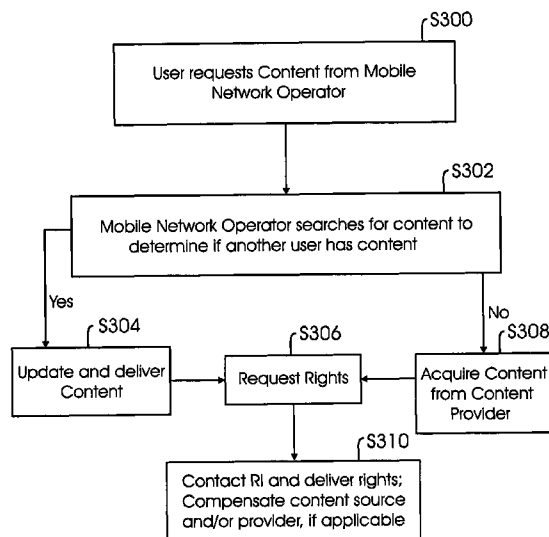 S300
User requests Content from Mobile
Network Operator
S302
Mobile Network Operator searches for content to
determine if another user has content
Yes
No
S304
S306
S308
Update and deliver
Content
Request Rights
Acquire Content
from Content
Provider
S310
Contact RI and deliver rights;
Compensate content source
and/or provider, if applicable